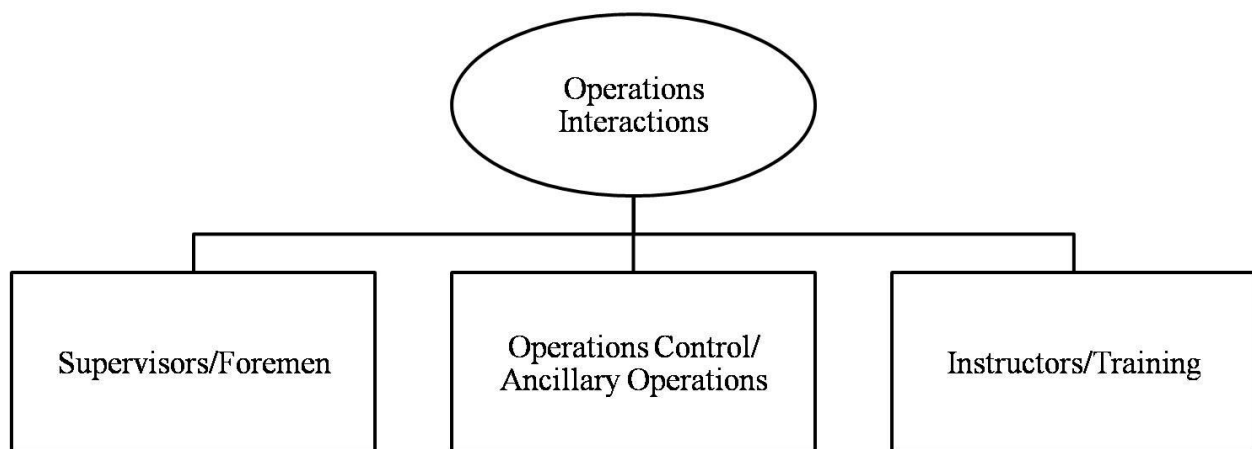 Operations
Interactions
Supervisors/Foremen
Operations Control/
Ancillary Operations
Instructors/Training